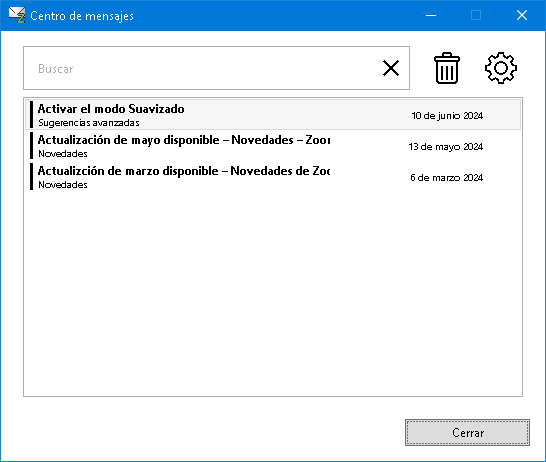 Centro de mensajes
Buscar
Activar el modo Suavizado
Sugerencias avanzadas
10 de junio 2024
Actualización de mayo disponible – Novedades – Zoo
Novedades
13 de mayo 2024
Actualizción de marzo disponible – Novedades de Zo
Novedades
6 de marzo 2024
Cerrar